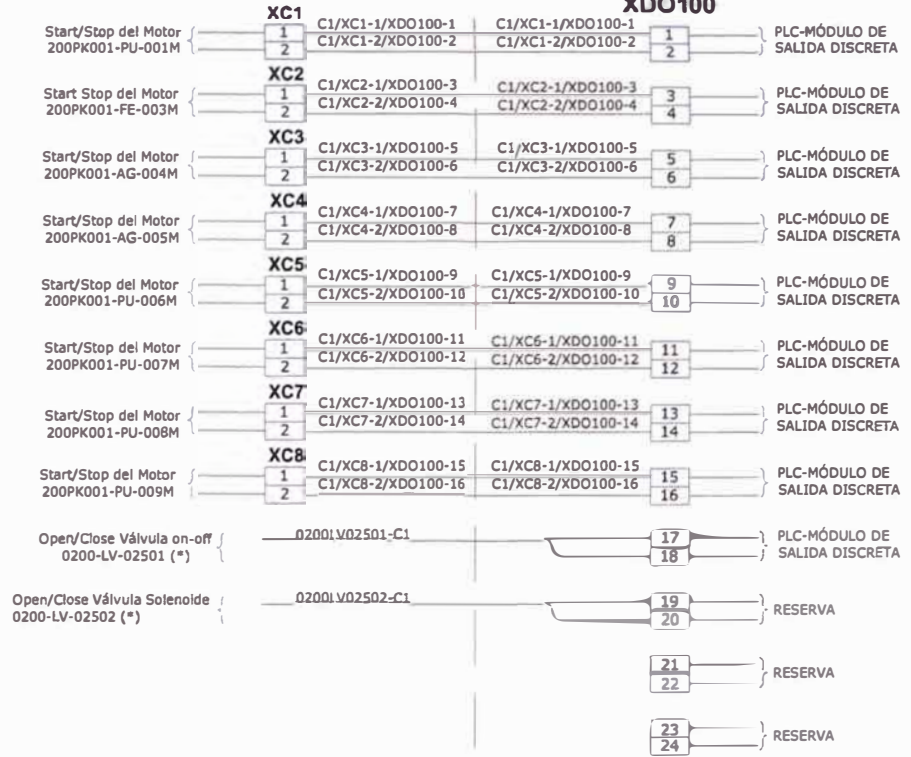 XC1 XDO100
Start/Stop del Motor 1 C1/XC1-1/XDO100-1 C1/XC1-1/XDO100-1 1 PLC-MÓDULO DE
200PK001-PU-001M 2 C1/XC1-2/XDO100-2 C1/XC1-2/XDO100-2 2 SALIDA DISCRETA
XC2
Start Stop del Motor 1 C1/XC2-1/XDO100-3 C1/XC2-1/XDO100-3 3 PLC-MÓDULO DE
200PK001-FE-003M 2 C1/XC2-2/XDO100-4 C1/XC2-2/XDO100-4 4 SALIDA DISCRETA
XC3
Start/Stop del Motor 1 C1/XC3-1/XDO100-5 C1/XC3-1/XDO100-5 5 PLC-MÓDULO DE
200PK001-AG-004M 2 C1/XC3-2/XDO100-6 C1/XC3-2/XDO100-6 6 SALIDA DISCRETA
XC4
Start/Stop del Motor 1 C1/XC4-1/XDO100-7 C1/XC4-1/XDO100-7 7 PLC-MÓDULO DE
200PK001-AG-005M 2 C1/XC4-2/XDO100-8 C1/XC4-2/XDO100-8 8 SALIDA DISCRETA
XC5
Start/Stop del Motor 1 C1/XC5-1/XDO100-9 C1/XC5-1/XDO100-9 9 PLC-MÓDULO DE
200PK001-PU-006M 2 C1/XC5-2/XDO100-10 C1/XC5-2/XDO100-10 10 SALIDA DISCRETA
XC6
Start/Stop del Motor 1 C1/XC6-1/XDO100-11 C1/XC6-1/XDO100-11 11 PLC-MÓDULO DE
200PK001-PU-007M 2 C1/XC6-2/XDO100-12 C1/XC6-2/XDO100-12 12 SALIDA DISCRETA
XC7
Start/Stop del Motor 1 C1/XC7-1/XDO100-13 C1/XC7-1/XDO100-13 13 PLC-MÓDULO DE
200PK001-PU-008M 2 C1/XC7-2/XDO100-14 C1/XC7-2/XDO100-14 14 SALIDA DISCRETA
XC8
Start/Stop del Motor 1 C1/XC8-1/XDO100-15 C1/XC8-1/XDO100-15 15 PLC-MÓDULO DE
200PK001-PU-009M 2 C1/XC8-2/XDO100-16 C1/XC8-2/XDO100-16 16 SALIDA DISCRETA
Open/Close Válvula on-off 0200LV02501-C1 17 PLC-MÓDULO DE
0200-LV-02501 (*) 18 SALIDA DISCRETA
Open/Close Válvula Solenoide 0200LV02502-C1 19 RESERVA
0200-LV-02502 (*) 20
21 RESERVA
22
23 RESERVA
24